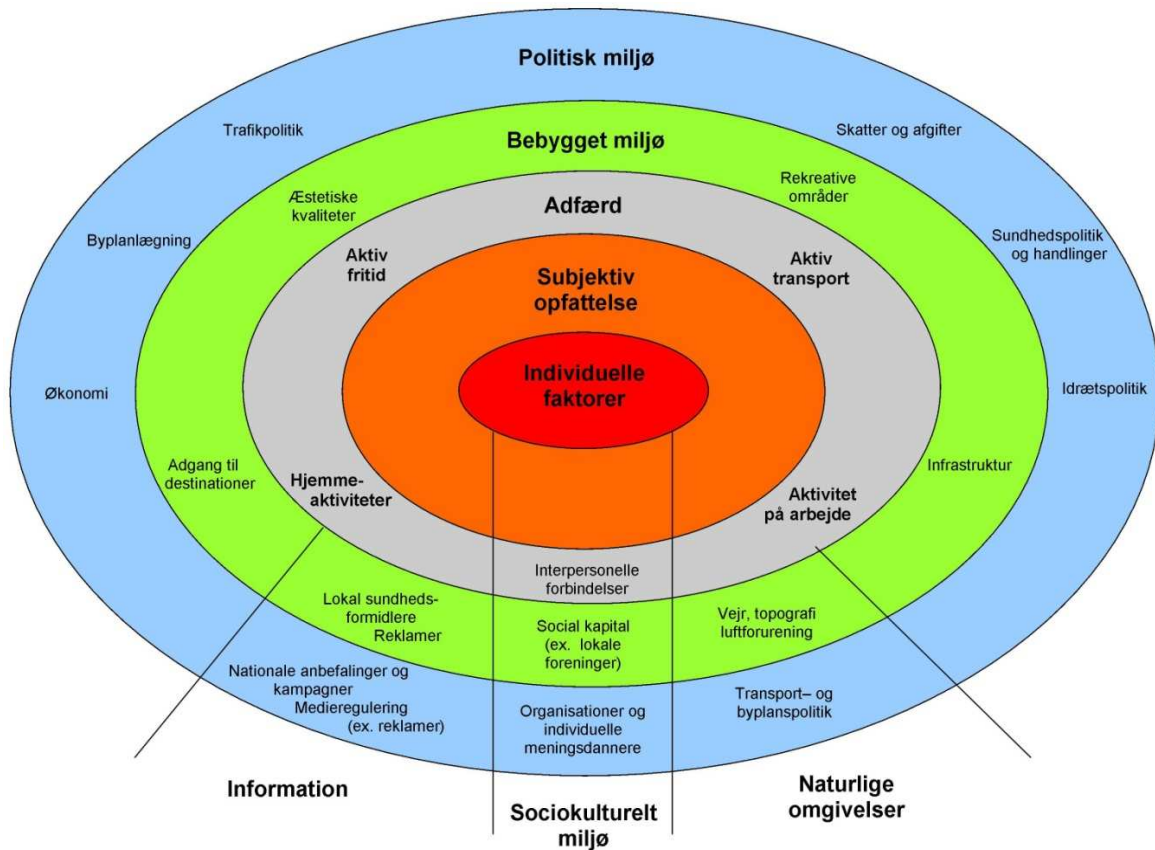 Politisk miljø
Trafikpolitik
Skatter og afgifter
Bebygget miljø
Æstetiske
kvaliteter
Rekreative
områder
Adfærd
Byplanlægning
Sundhedspolitik
og handlinger
Aktiv
fritid
Aktiv
transport
Subjektiv
opfattelse
Individuelle
faktorer
Økonomi
Idrætspolitik
Adgang til
destinationer
Infrastruktur
Hjemme-
aktiviteter
Aktivitet
på arbejde
Interpersonelle
forbindelser
Lokal sundheds-
formidlere
Reklamer
Social kapital
(ex. lokale
foreninger)
Vejr, topografi
luftforurening
Nationale anbefalinger og
kampagner
Medieregulering
(ex. reklamer)
Organisationer og
individuelle
meningsdannere
Transport– og
byplanspolitik
Information
Sociokulturelt
miljø
Naturlige
omgivelser